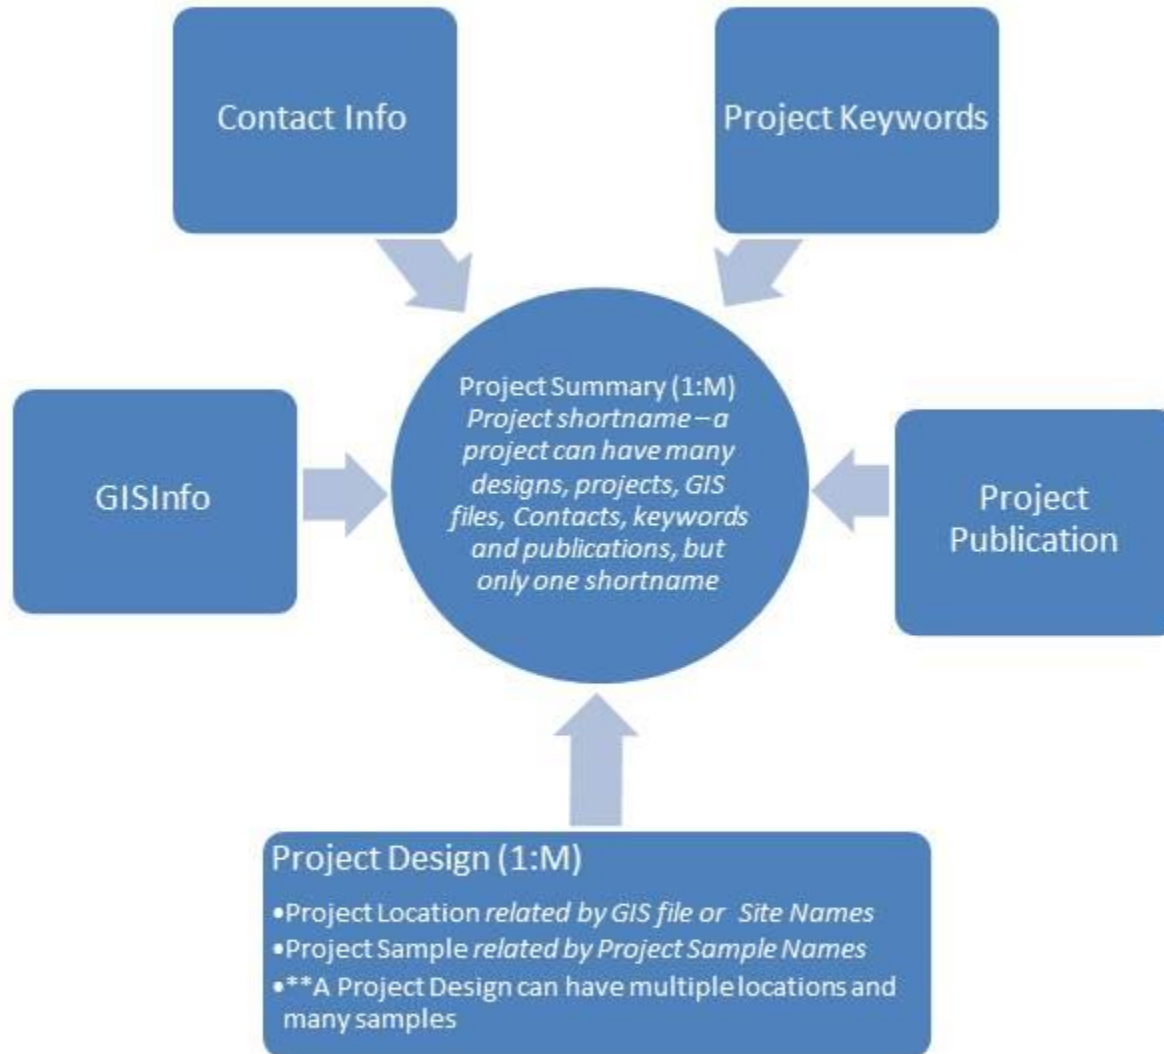 Contact Info
Project Keywords
Project Summary (1:M)
Project shortname – a
project can have many
designs, projects, GIS
files, Contacts, keywords
and publications, but
only one shortname
GISInfo
Project
Publication
Project Design (1:M)
•Project Location related by GIS file or Site Names
•Project Sample related by Project Sample Names
•**A Project Design can have multiple locations and
many samples